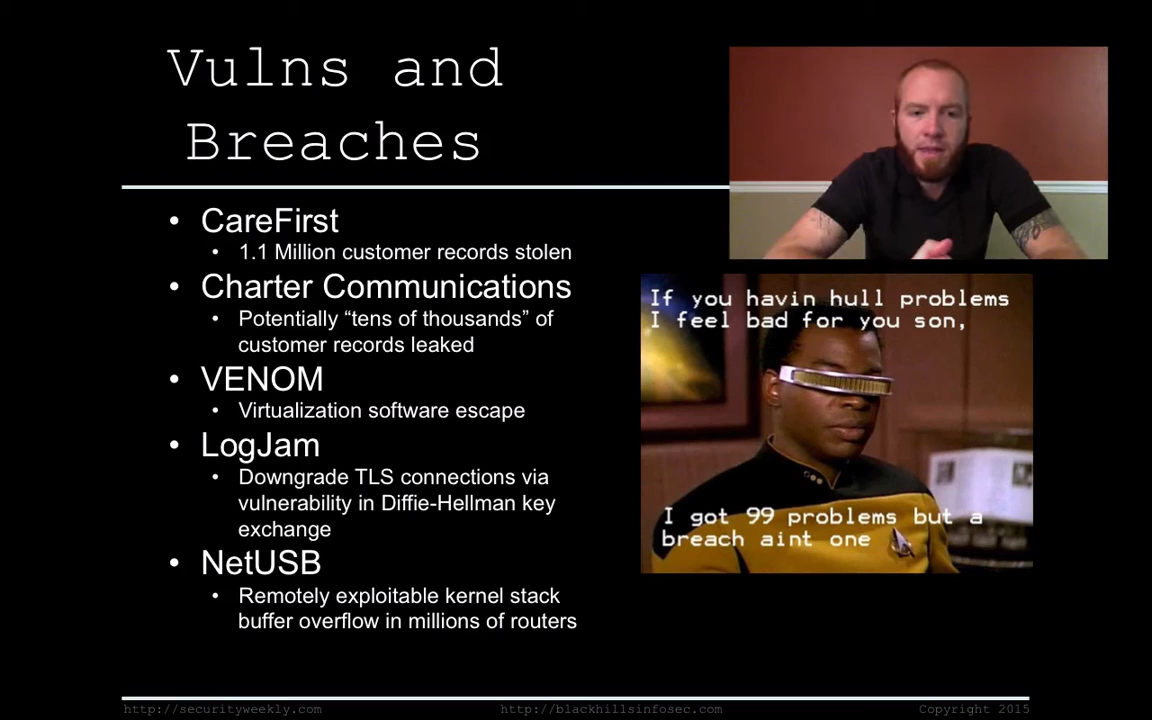 Vulns and
Breaches
• CareFirst
• 1.1 Million customer records stolen
• Charter Communications
• Potentially “tens of thousands” of
customer records leaked
• VENOM
• Virtualization software escape
• LogJam
• Downgrade TLS connections via
vulnerability in Diffie-Hellman key
exchange
• NetUSB
• Remotely exploitable kernel stack
buffer overflow in millions of routers
If you havin hull problems
I feel bad for you son,
I got 99 problems but a
breach aint one
http://securityweekly.com
http://blackhillsinfosec.com
Copyright 2015